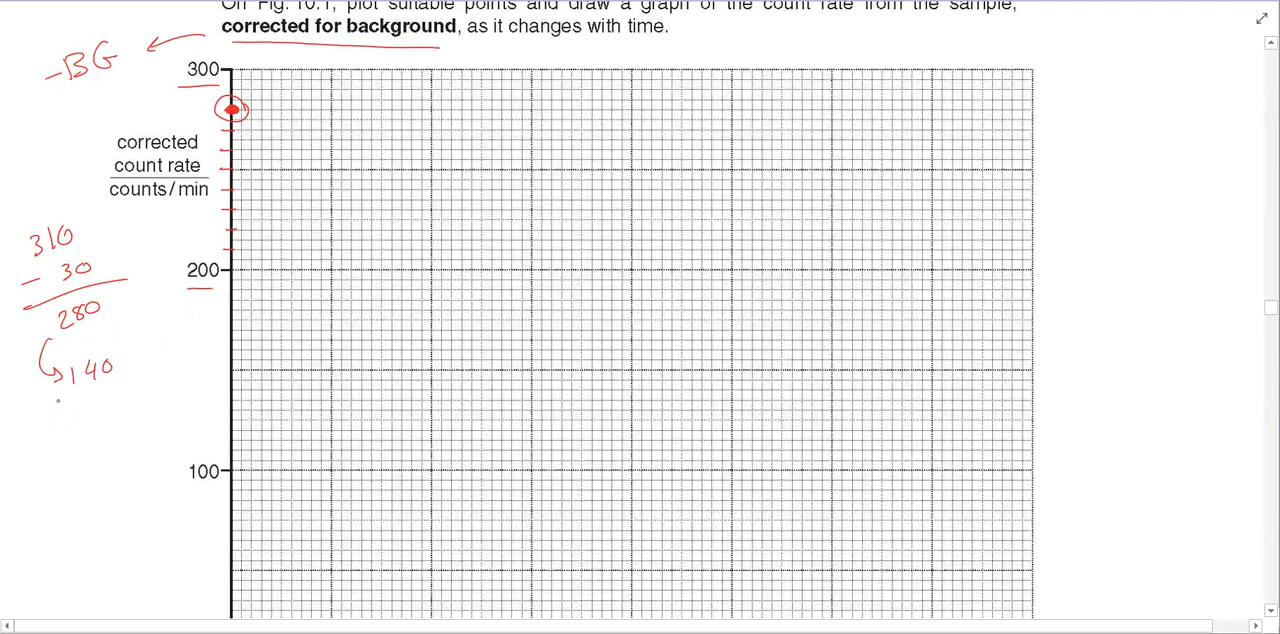 On Fig. 10.1, plot suitable points and draw a graph of the count rate from the sample,
corrected for background, as it changes with time.
-BG
300
corrected
count rate
counts / min
310
- 30
280
140
200
100